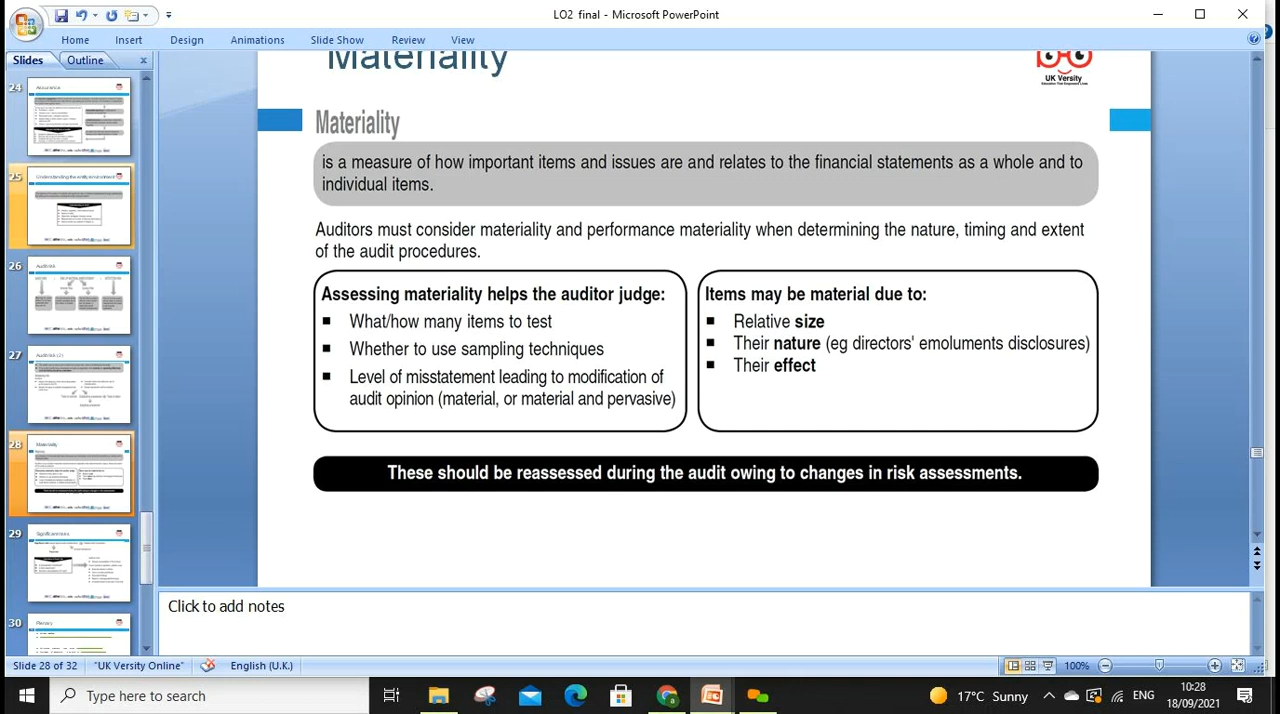 LO2 final - Microsoft PowerPoint
Home Insert Design Animations Slide Show Review View
Slides Outline
24
25
26
27
28
29
30
Materiality
UK Versity
Materiality
is a measure of how important items and issues are and relates to the financial statements as a whole and to
individual items.
Auditors must consider materiality and performance materiality when determining the nature, timing and extent
of the audit procedures.
Assessing materiality helps the auditor judge:
What/how many items to test
Whether to use sampling techniques
Level of misstatement leading to modification of
audit opinion (material, or material and pervasive)
Items may be material due to:
Relative size
Their nature (eg directors' emoluments disclosures)
Their effect
These should be reassessed during the audit owing to changes in risk assessments.
Click to add notes
Slide 28 of 32 "UK Versity Online" English (U.K.) 100%
Type here to search
17°C Sunny ENG
10:28
18/09/2021